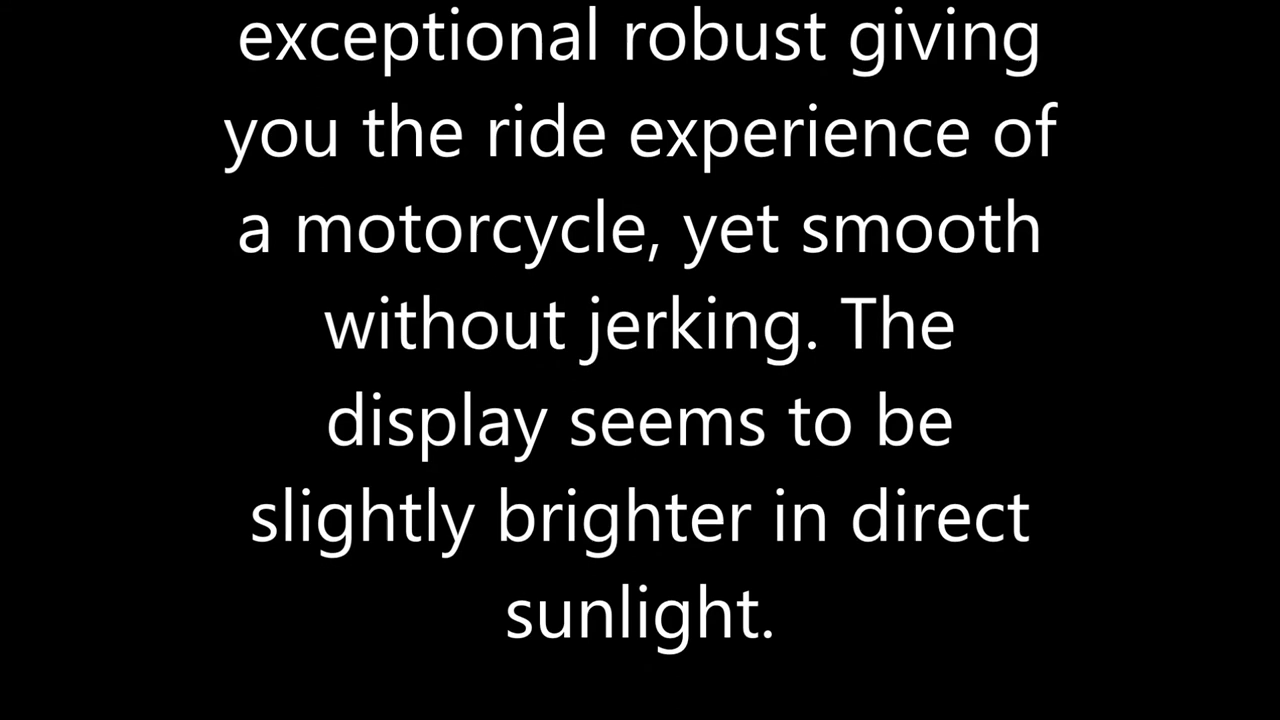 exceptional robust giving
you the ride experience of
a motorcycle, yet smooth
without jerking. The
display seems to be
slightly brighter in direct
sunlight.